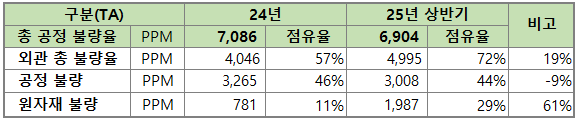 구분(TA) 24년 25년 상반기 비고
총 공정 불량율 PPM 7,086 점유율 6,904 점유율
외관 총 불량율 PPM 4,046 57% 4,995 72% 19%
공정 불량 PPM 3,265 46% 3,008 44% -9%
원자재 불량 PPM 781 11% 1,987 29% 61%